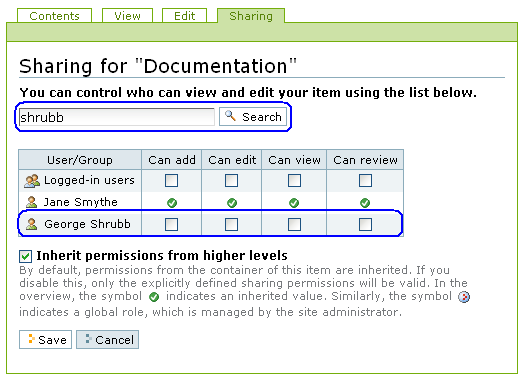 Contents View Edit Sharing
Sharing for "Documentation"
You can control who can view and edit your item using the list below.
shrubb Search
User/Group Can add Can edit Can view Can review
Logged-in users
Jane Smythe
George Shrubb
Inherit permissions from higher levels
By default, permissions from the container of this item are inherited. If you
disable this, only the explicitly defined sharing permissions will be valid. In the
overview, the symbol indicates an inherited value. Similarly, the symbol
indicates a global role, which is managed by the site administrator.
Save Cancel